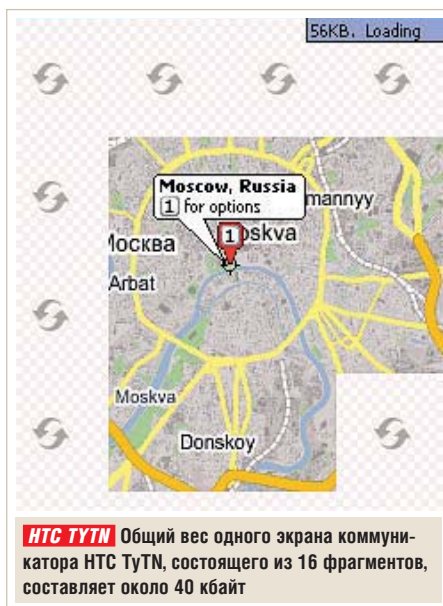 56KB. Loading
Moscow, Russia
1 for options
mannyy
1
oskva
Москва
Arbat
Moskva
Donskoy
HTC TYTN Общий вес одного экрана коммуни-
катора HTC TyTN, состоящего из 16 фрагментов,
составляет около 40 кбайт